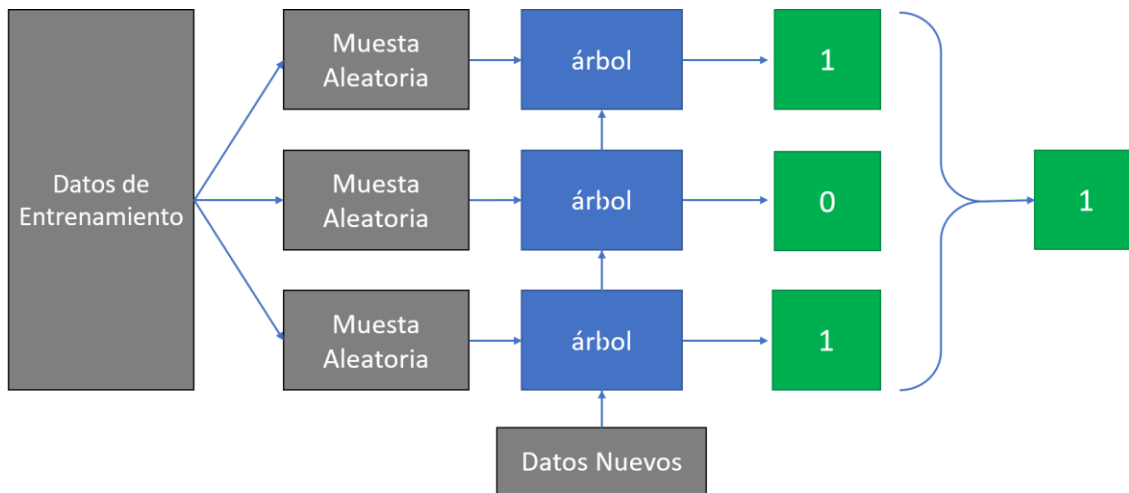 Datos de
Entrenamiento
Muesta
Aleatoria
árbol
1
Muesta
Aleatoria
árbol
0
1
Muesta
Aleatoria
árbol
1
Datos Nuevos